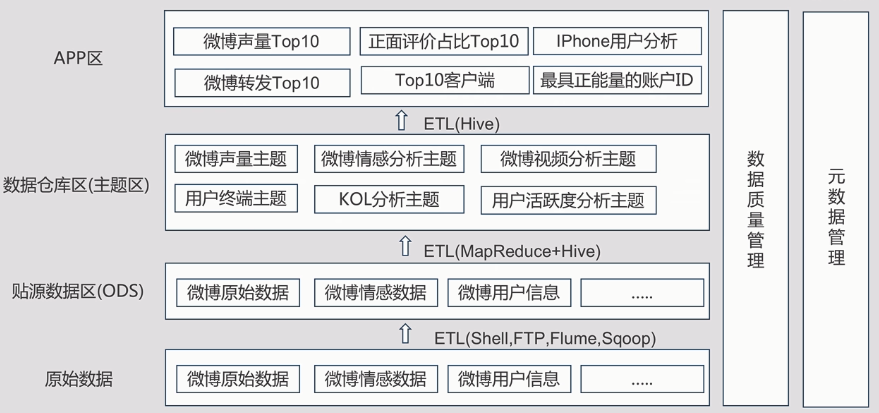 APP区
微博声量Top10
正面评价占比Top10
IPhone用户分析
微博转发Top10
Top10客户端
最具正能量的账户ID
ETL(Hive)
数据仓库区(主题区)
微博声量主题
微博情感分析主题
微博视频分析主题
用户终端主题
KOL分析主题
用户活跃度分析主题
ETL(MapReduce+Hive)
贴源数据区(ODS)
微博原始数据
微博情感数据
微博用户信息
.....
ETL(Shell,FTP,Flume,Sqoop)
原始数据
微博原始数据
微博情感数据
微博用户信息
.....
数据质量管理
元数据管理